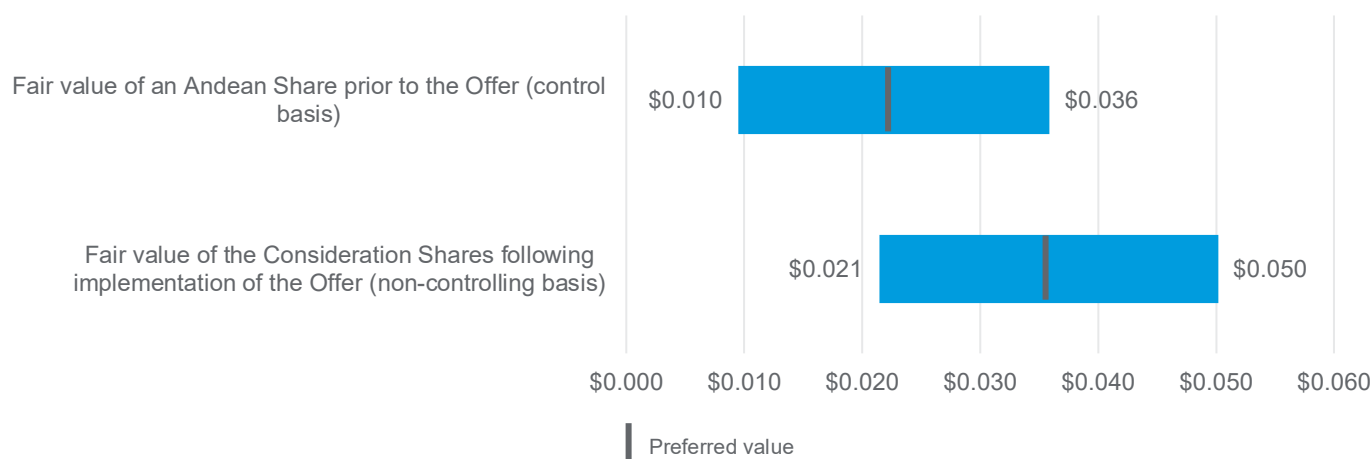 Fair value of an Andean Share prior to the Offer (control
basis)
$0.010
$0.036
Fair value of the Consideration Shares following
implementation of the Offer (non-controlling basis)
$0.021
$0.050
$0.000 $0.010 $0.020 $0.030 $0.040 $0.050 $0.060
Preferred value